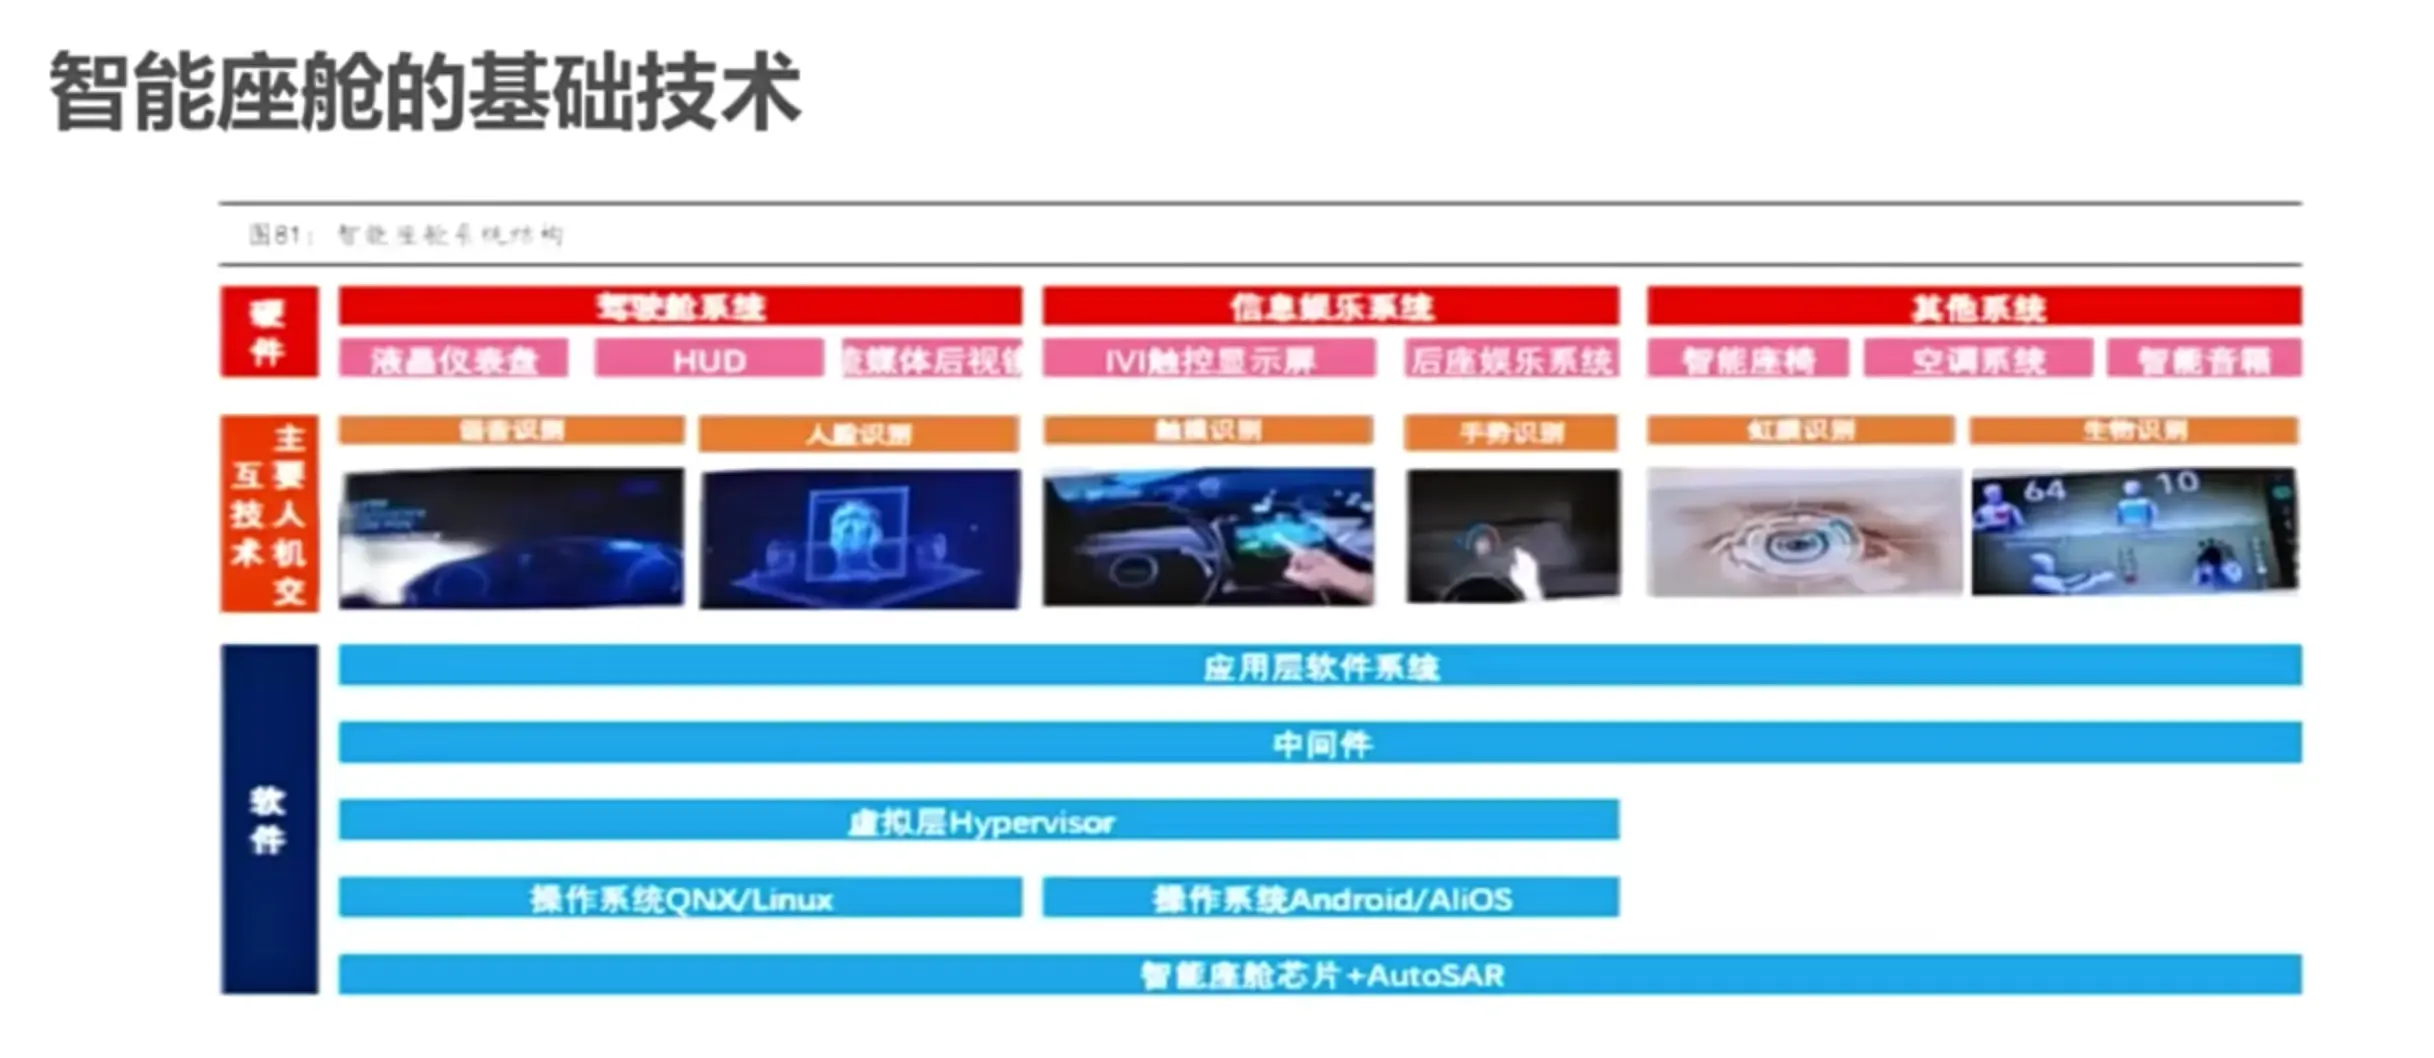 智能座舱的基础技术
图81： 智能座舱系统结构
硬件
驾驶舱系统
信息娱乐系统
其他系统
液晶仪表盘
HUD
流媒体后视镜
IVI触控显示屏
后座娱乐系统
智能座椅
空调系统
智能音箱
主要人机交互技术
语音识别
人脸识别
触摸识别
手势识别
虹膜识别
生物识别
64
10
软件
应用层软件系统
中间件
虚拟层Hypervisor
操作系统QNX/Linux
操作系统Android/AliOS
智能座舱芯片+AutoSAR